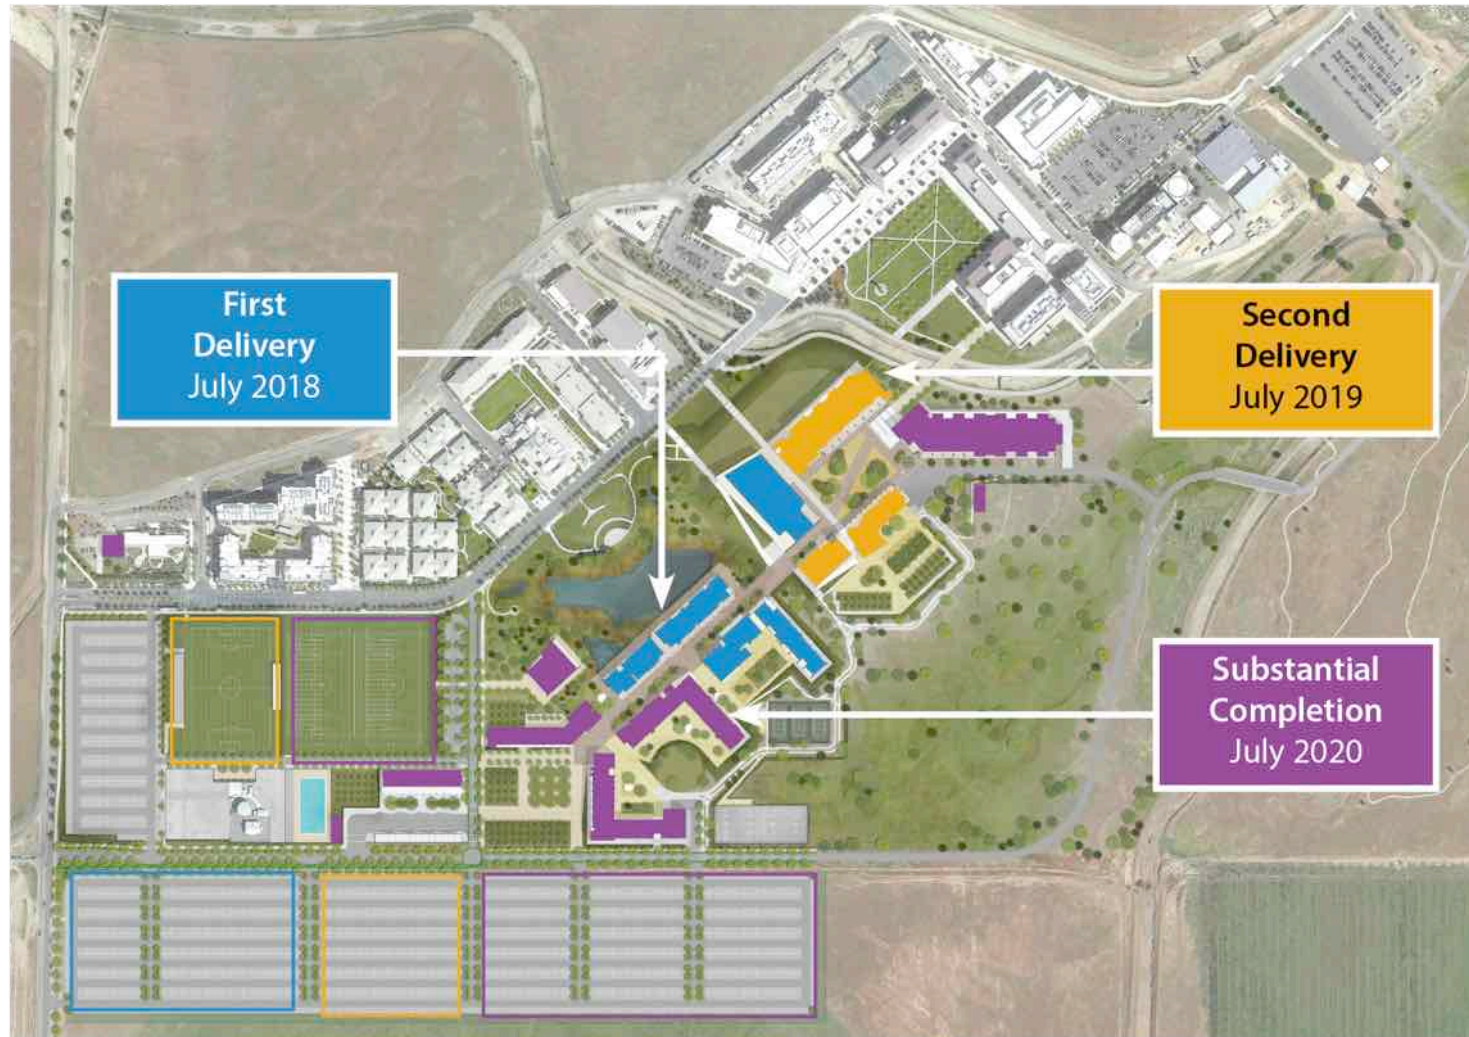 First
Delivery
July 2018
Second
Delivery
July 2019
Substantial
Completion
July 2020